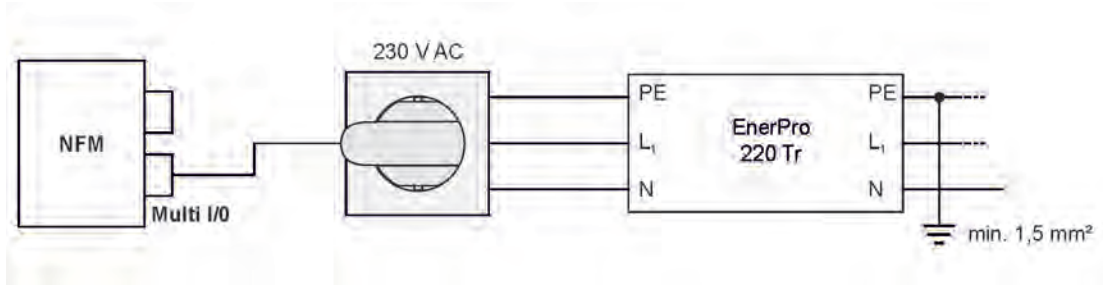 230 V AC
NFM
Multi I/0
PE
L₁
N
EnerPro
220 Tr
PE
L₁
N
min. 1,5 mm²